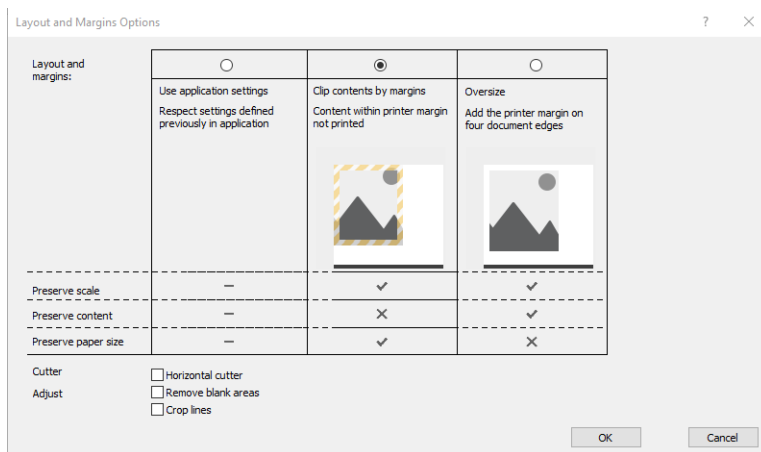 Layout and Margins Options
?
Layout and
margins:
Use application settings
Respect settings defined
previously in application
Clip contents by margins
Content within printer margin
not printed
Oversize
Add the printer margin on
four document edges
Preserve scale
Preserve content
Preserve paper size
Cutter
Horizontal cutter
Adjust
Remove blank areas
Crop lines
OK
Cancel